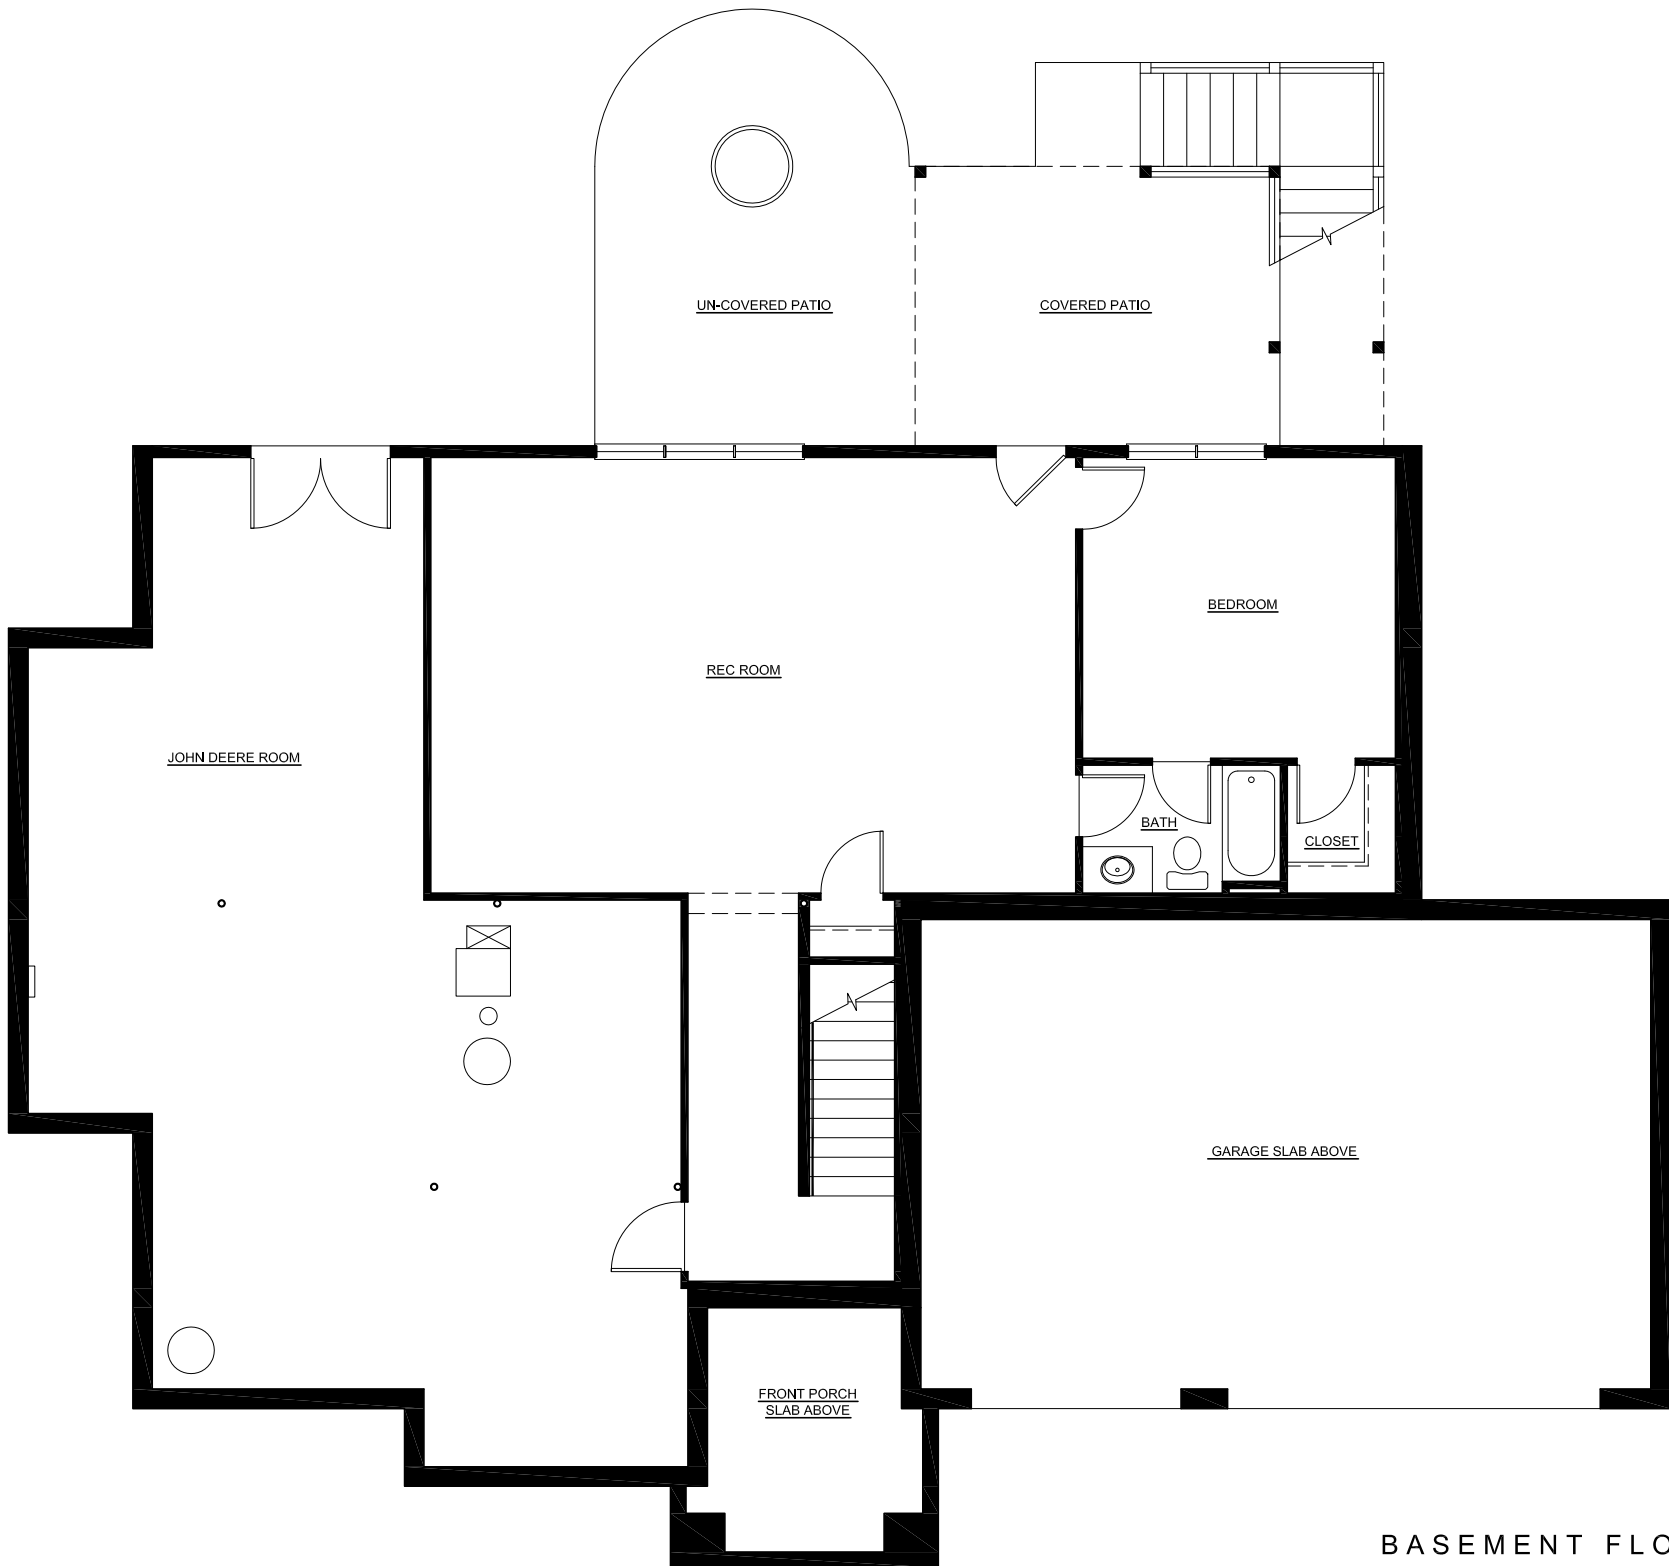 UN-COVERED PATIO
COVERED PATIO
BEDROOM
REC ROOM
JOHN DEERE ROOM
BATH
CLOSET
GARAGE SLAB ABOVE
FRONT PORCH
SLAB ABOVE
BASEMENT FLO